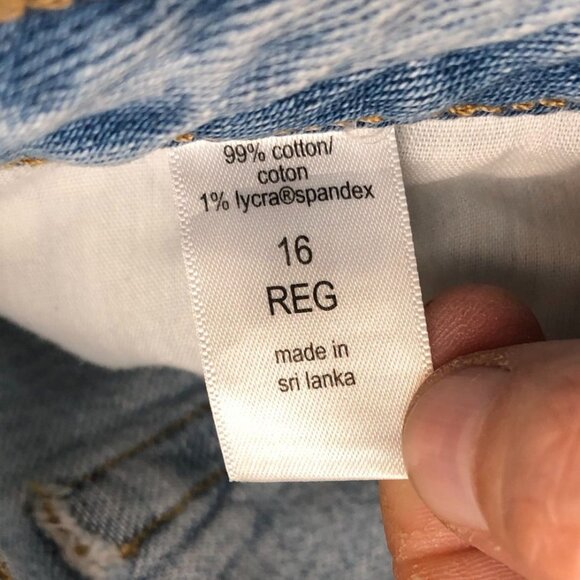 99% cotton/
coton
1% lycra®spandex
16
REG
made in
sri lanka